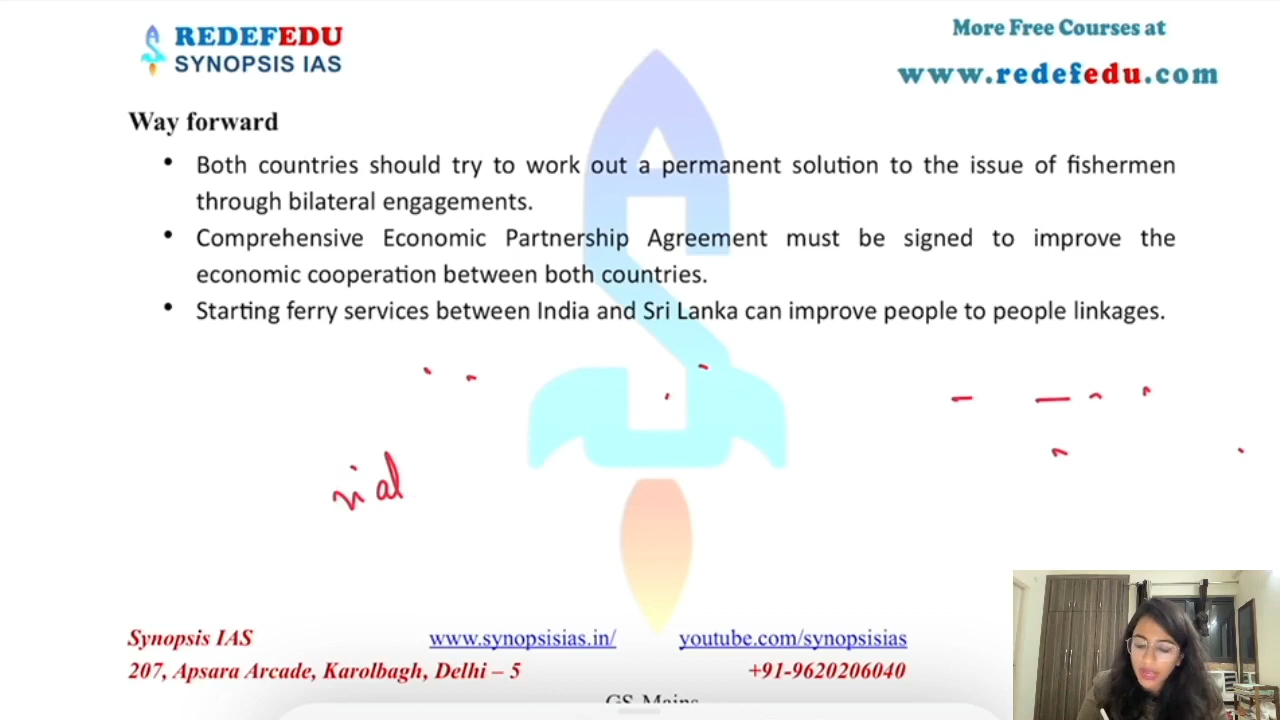 REDEFEDU
SYNOPSIS IAS
More Free Courses at
www.redefedu.com
Way forward
• Both countries should try to work out a permanent solution to the issue of fishermen
through bilateral engagements.
• Comprehensive Economic Partnership Agreement must be signed to improve the
economic cooperation between both countries.
• Starting ferry services between India and Sri Lanka can improve people to people linkages.
Synopsis IAS
www.synopsisias.in/
youtube.com/synopsisias
207, Apsara Arcade, Karolbagh, Delhi – 5
+91-9620206040
GS Mains